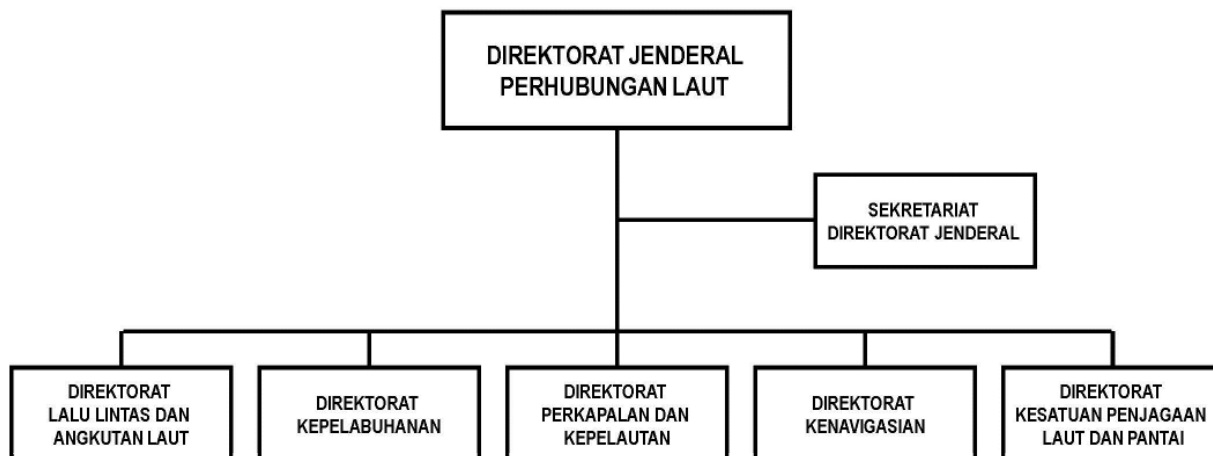 DIREKTORAT JENDERAL
PERHUBUNGAN LAUT
SEKRETARIAT
DIREKTORAT JENDERAL
DIREKTORAT
LALU LINTAS DAN
ANGKUTAN LAUT
DIREKTORAT
KEPELABUHANAN
DIREKTORAT
PERKAPALAN DAN
KEPELAUTAN
DIREKTORAT
KENAVIGASIAN
DIREKTORAT
KESATUAN PENJAGAAN
LAUT DAN PANTAI